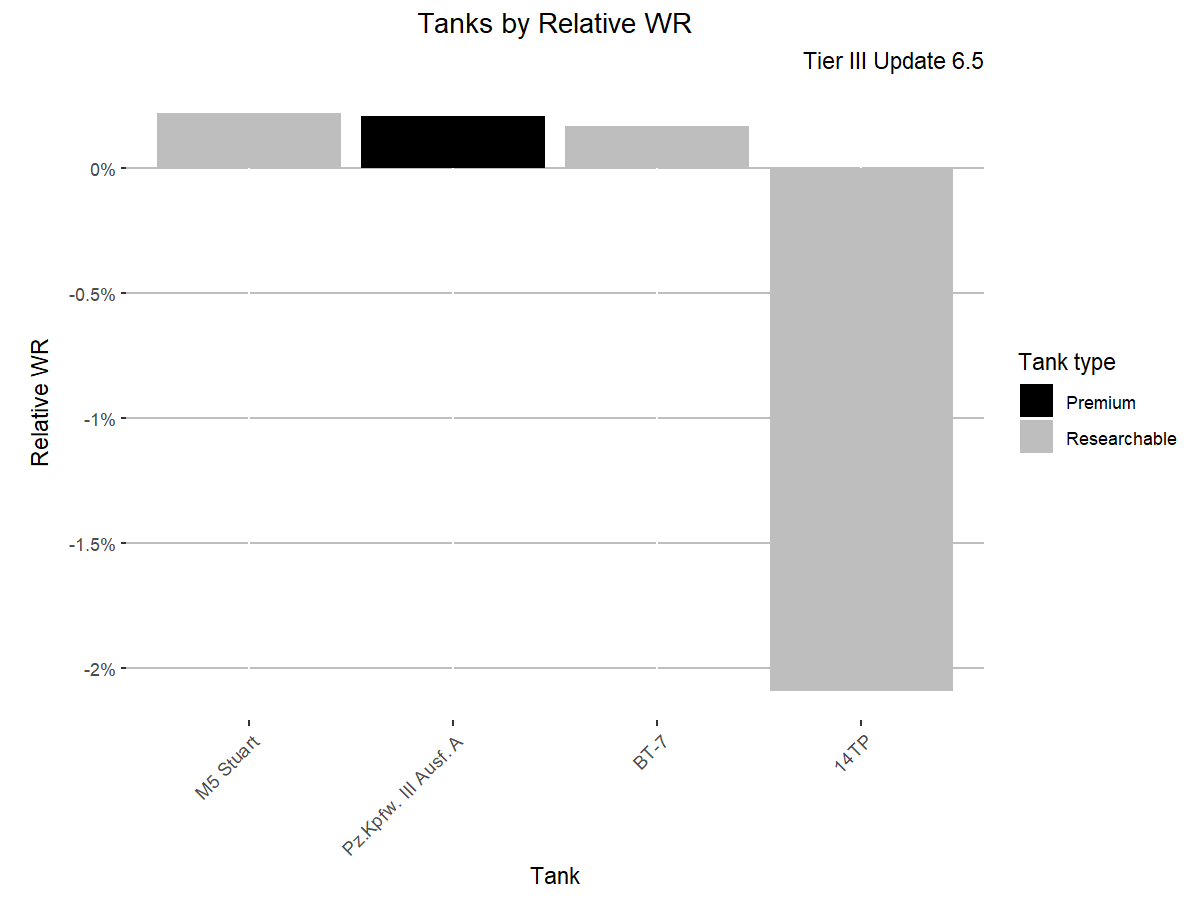 Tanks by Relative WR
Tier III Update 6.5
0%
-0.5%
-1%
-1.5%
-2%
Relative WR
M5 Stuart
Pz.Kpfw. III Ausf. A
BT-7
14TP
Tank
Tank type
Premium
Researchable